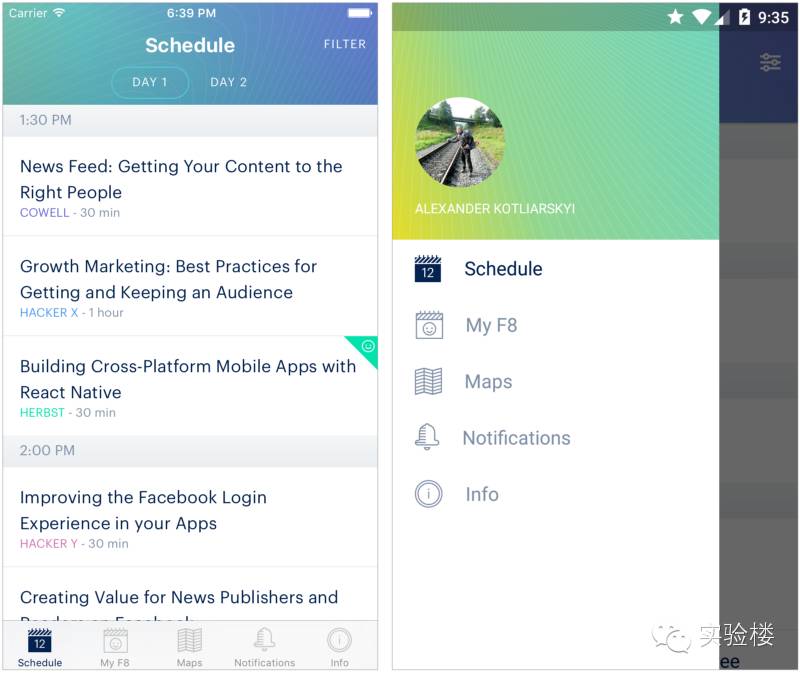 Carrier 6:39 PM
Schedule
FILTER
DAY 1 DAY 2
1:30 PM
News Feed: Getting Your Content to the
Right People
COWELL - 30 min
Growth Marketing: Best Practices for
Getting and Keeping an Audience
HACKER X - 1 hour
Building Cross-Platform Mobile Apps with
React Native
HERBST - 30 min
2:00 PM
Improving the Facebook Login
Experience in your Apps
HACKER Y - 30 min
Creating Value for News Publishers and
12
Schedule
My F8
Maps
Notifications
Info
9:35
ALEXANDER KOTLIARSKYI
12
Schedule
My F8
Maps
Notifications
Info
实验楼
ee